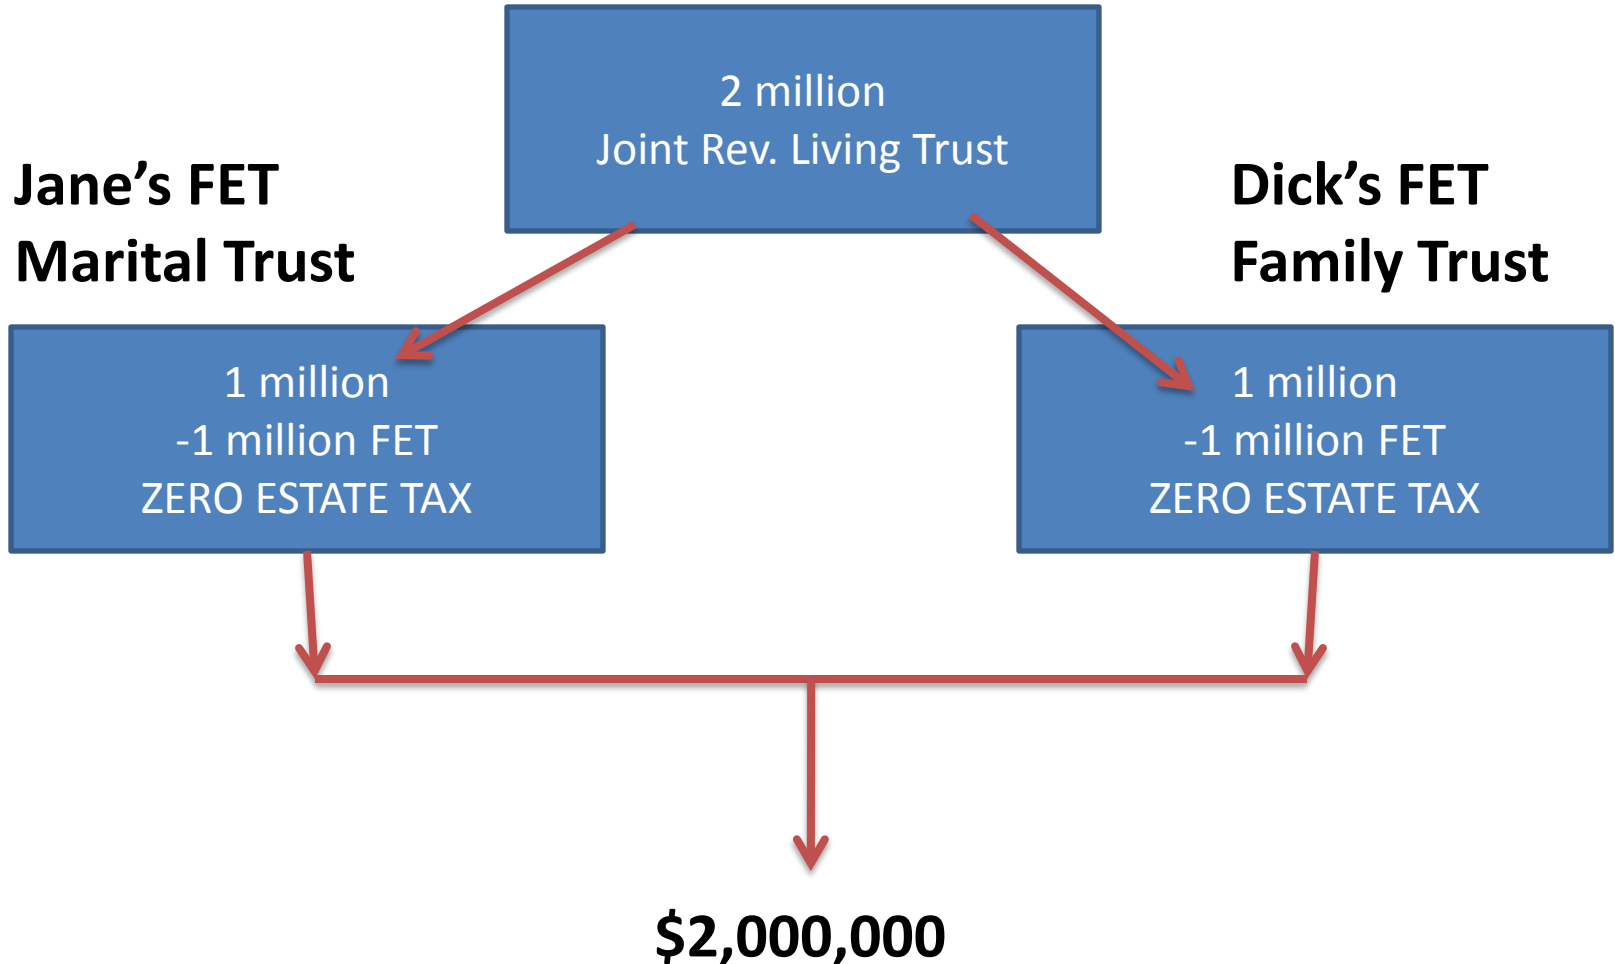 2 million
Joint Rev. Living Trust
Jane’s FET
Marital Trust
Dick’s FET
Family Trust
1 million
-1 million FET
ZERO ESTATE TAX
1 million
-1 million FET
ZERO ESTATE TAX
$2,000,000